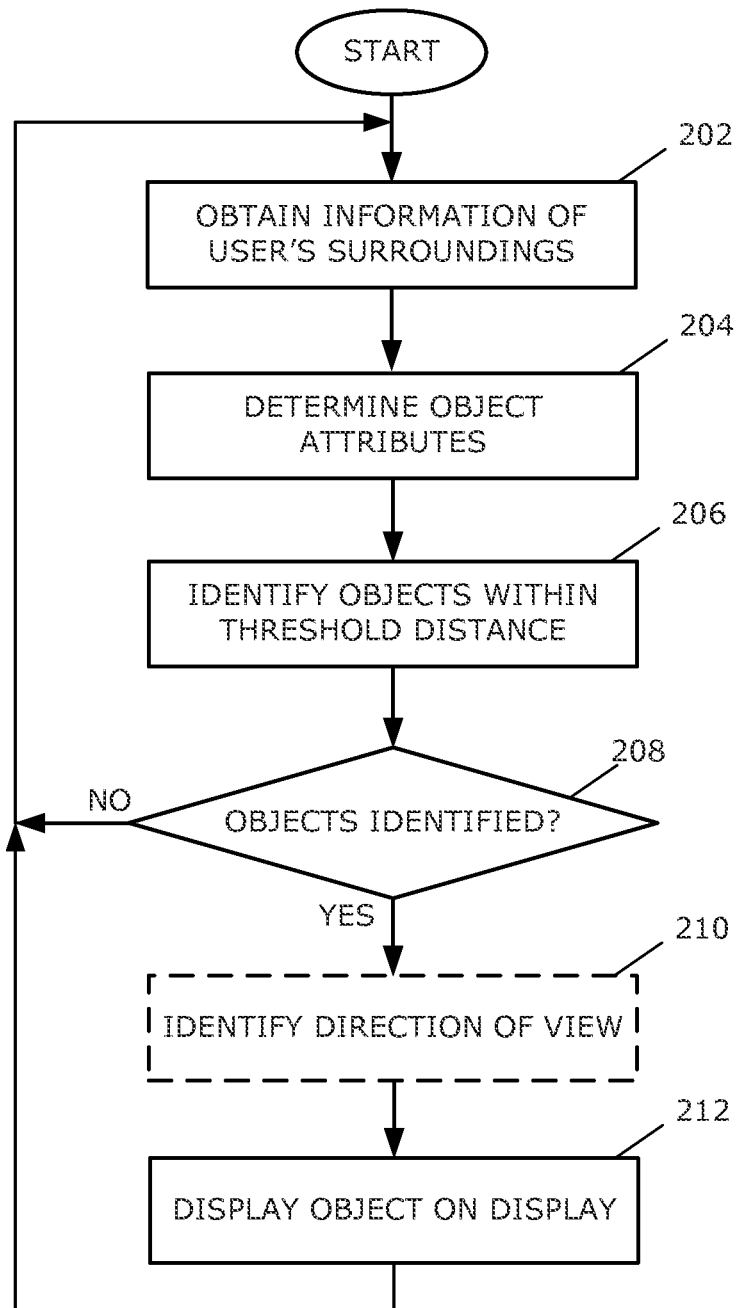 START
202
OBTAIN INFORMATION OF
USER'S SURROUNDINGS
204
DETERMINE OBJECT
ATTRIBUTES
206
IDENTIFY OBJECTS WITHIN
THRESHOLD DISTANCE
208
NO
OBJECTS IDENTIFIED?
YES
210
IDENTIFY DIRECTION OF VIEW
212
DISPLAY OBJECT ON DISPLAY